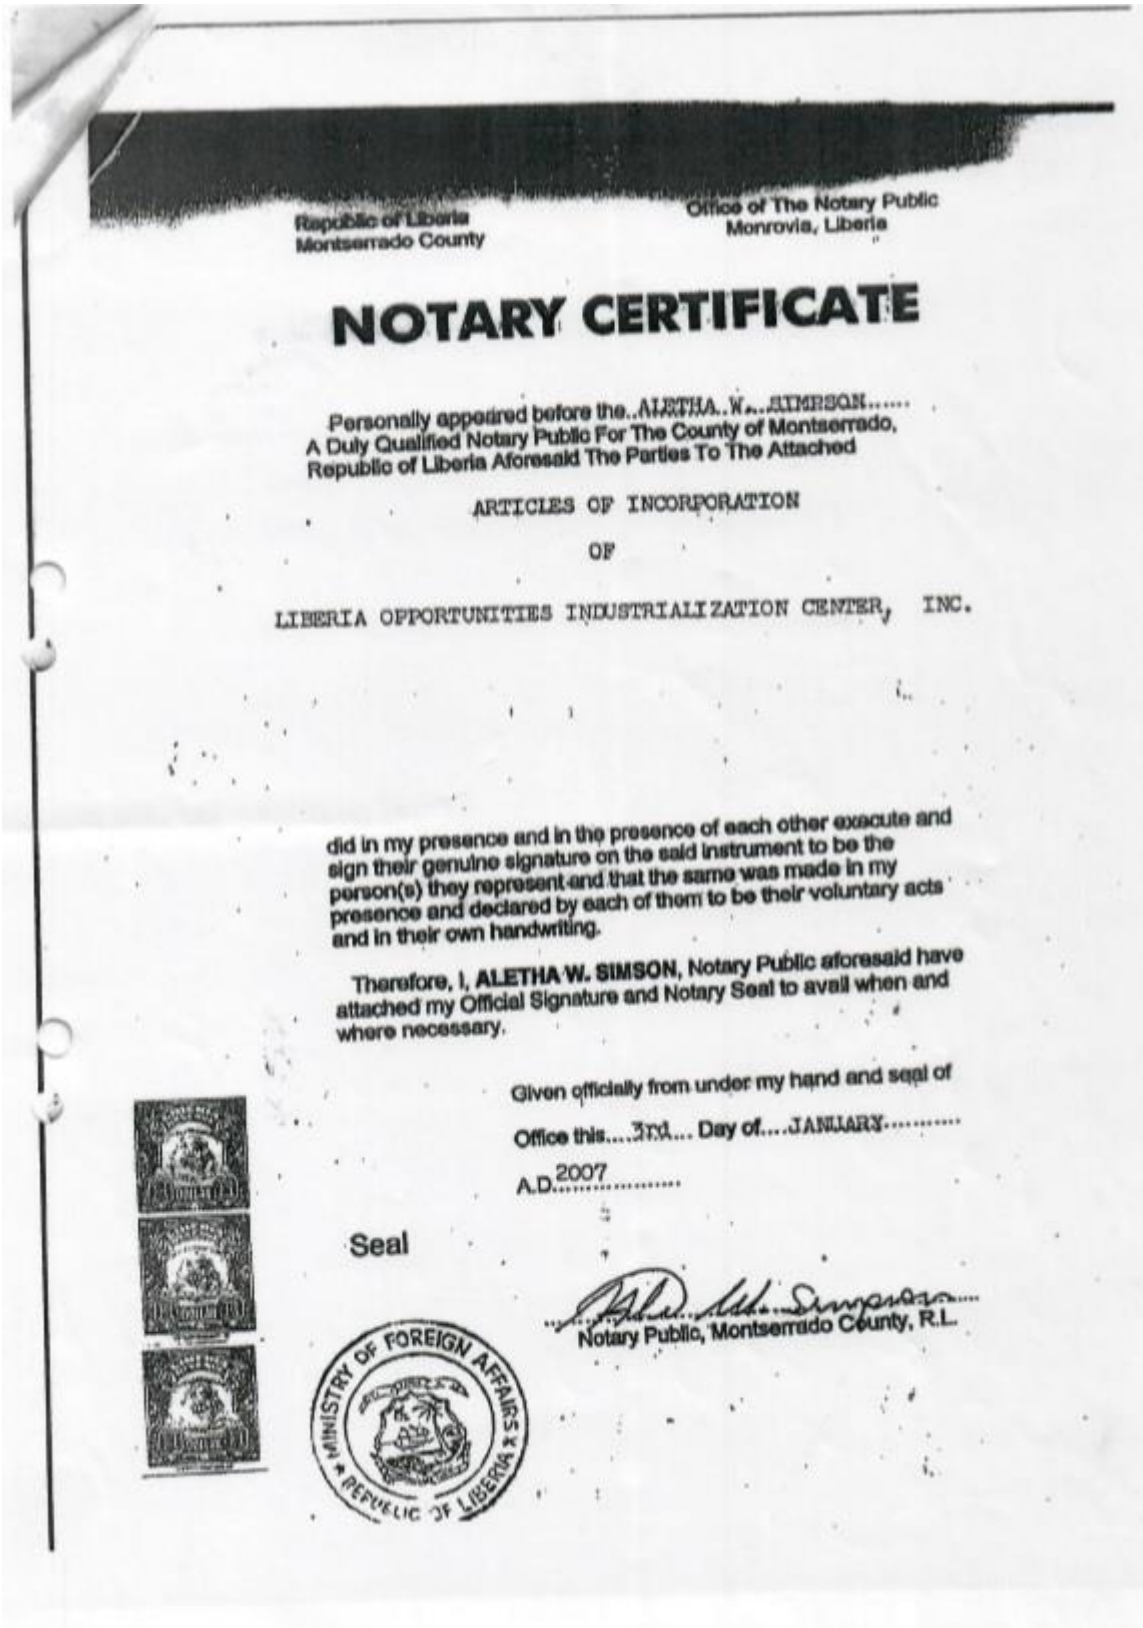 Republic of Liberia
Montserrado County
Office of The Notary Public
Monrovia, Liberia
NOTARY CERTIFICATE
Personally appeared before the..ALETHA..W...SIMPSON......
A Duly Qualified Notary Public For The County of Montserrado,
Republic of Liberia Aforesaid The Parties To The Attached
ARTICLES OF INCORPORATION
OF
LIBERIA OPPORTUNITIES INDUSTRIALIZATION CENTER, INC.
did in my presence and in the presence of each other execute and
sign their genuine signature on the said instrument to be the
person(s) they represent and that the same was made in my
presence and declared by each of them to be their voluntary acts
and in their own handwriting.
Therefore, I, ALETHA W. SIMSON, Notary Public aforesaid have
attached my Official Signature and Notary Seal to avail when and
where necessary.
Given officially from under my hand and seal of
Office this....3rd.... Day of....JANUARY...........
A.D.2007....................
Seal
W. Simpson
Notary Public, Montserrado County, R.L.
MINISTRY OF FOREIGN AFFAIRS
REPUBLIC OF LIBERIA